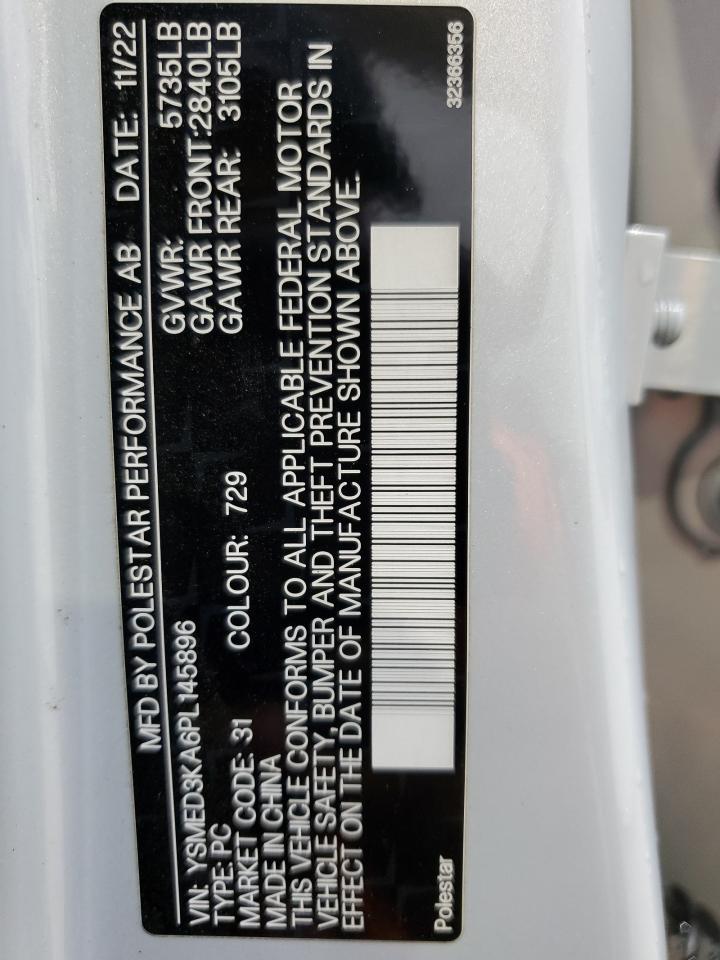 MFD BY POLESTAR PERFORMANCE AB DATE: 11/22
GVWR: 5735LB
GAWR FRONT:2840LB
GAWR REAR: 3105LB
VIN: YSMED3KA6PL145896
TYPE: PC
MARKET CODE: 31 COLOUR: 729
MADE IN CHINA
THIS VEHICLE CONFORMS TO ALL APPLICABLE FEDERAL MOTOR
VEHICLE SAFETY, BUMPER AND THEFT PREVENTION STANDARDS IN
EFFECT ON THE DATE OF MANUFACTURE SHOWN ABOVE.
Polestar 32366356